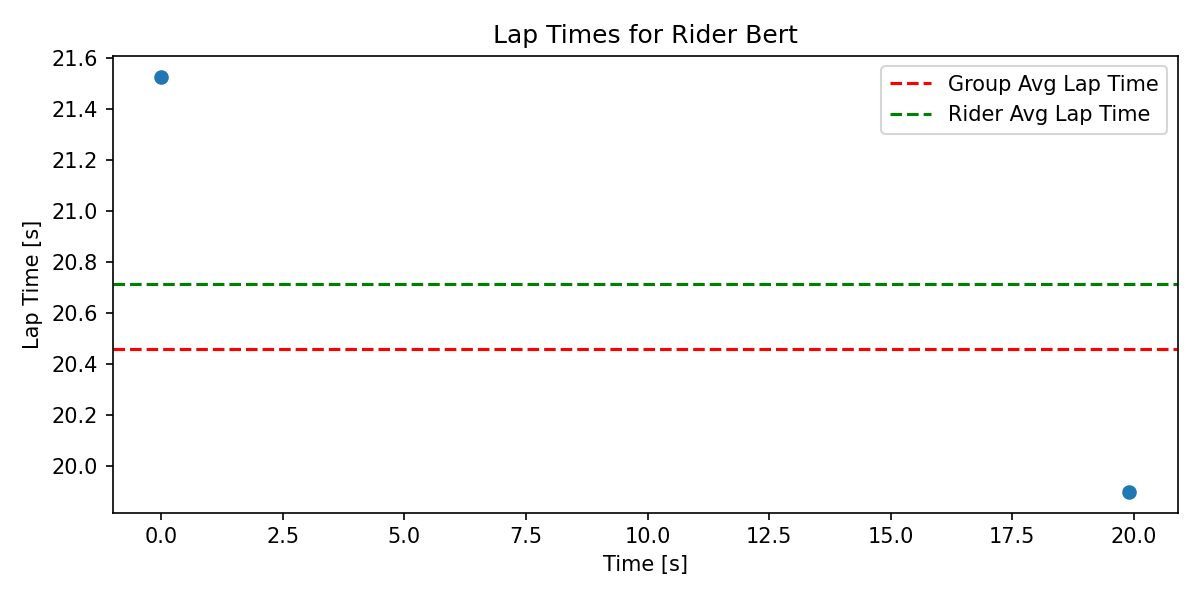 Lap Times for Rider Bert
Group Avg Lap Time
Rider Avg Lap Time
Lap Time [s]
21.6
21.4
21.2
21.0
20.8
20.6
20.4
20.2
20.0
0.0 2.5 5.0 7.5 10.0 12.5 15.0 17.5 20.0
Time [s]